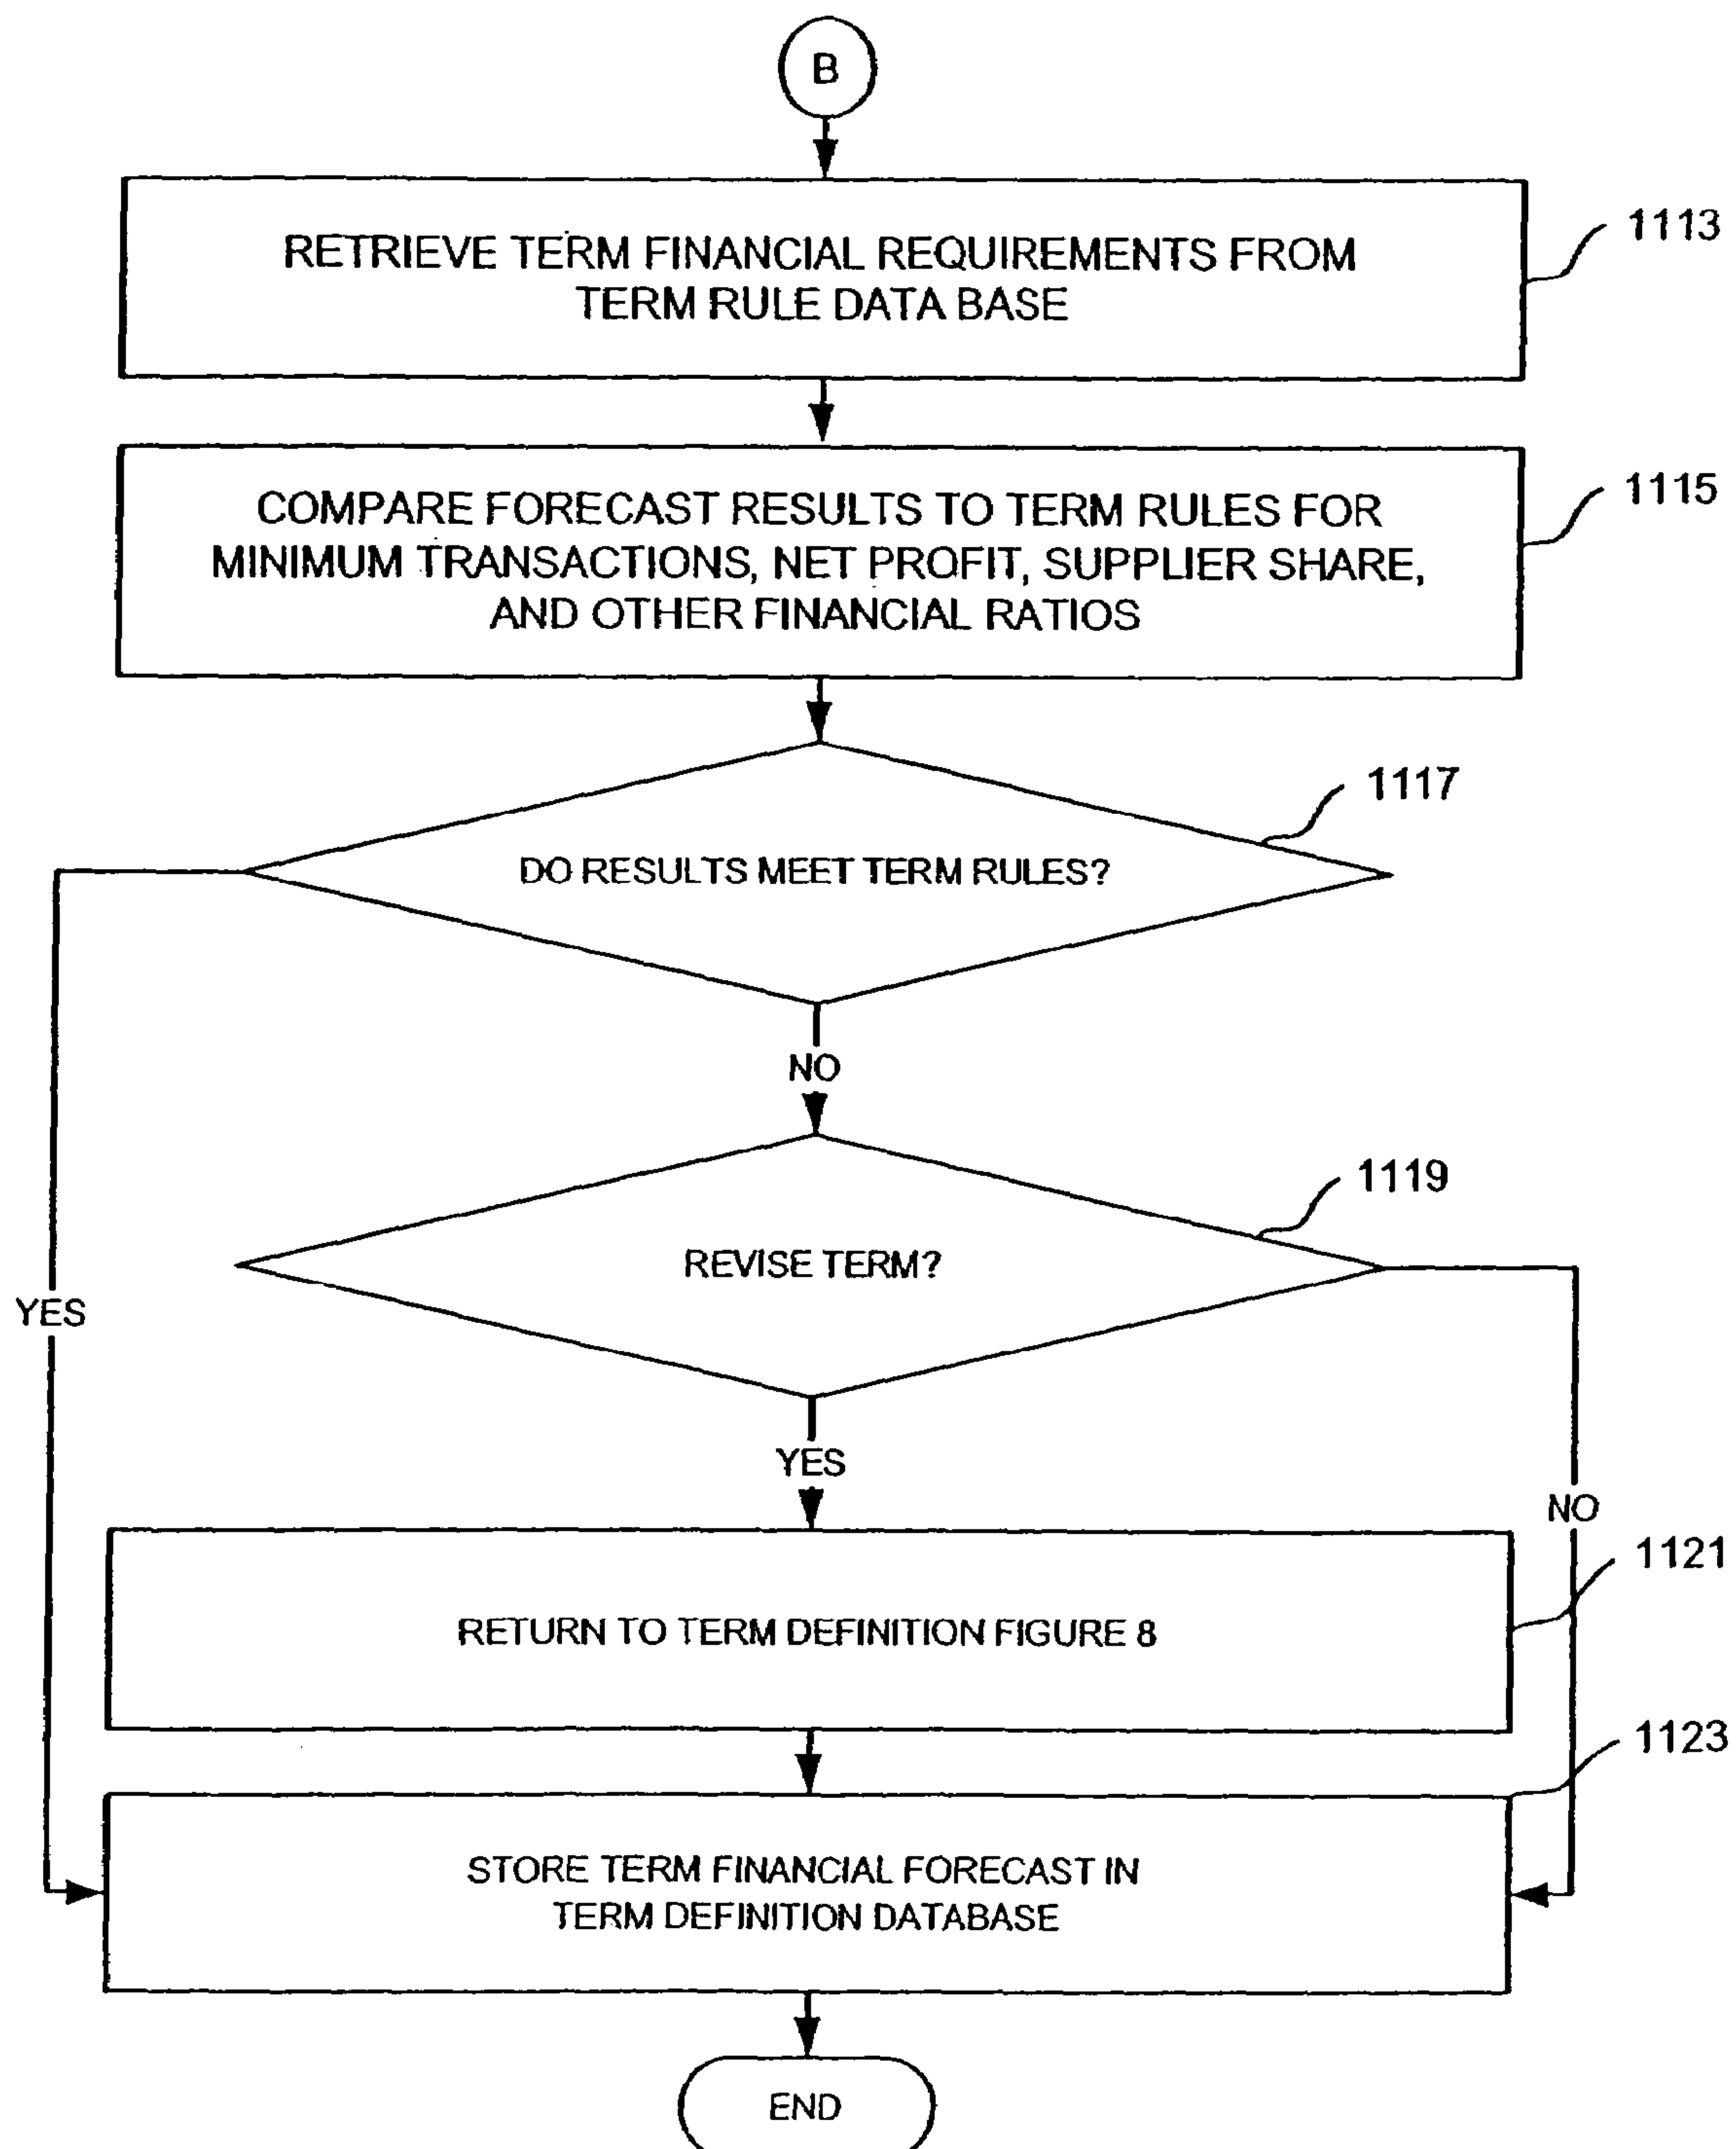 B
RETRIEVE TERM FINANCIAL REQUIREMENTS FROM
TERM RULE DATA BASE
1113
COMPARE FORECAST RESULTS TO TERM RULES FOR
MINIMUM TRANSACTIONS, NET PROFIT, SUPPLIER SHARE,
AND OTHER FINANCIAL RATIOS
1115
DO RESULTS MEET TERM RULES?
1117
NO
REVISE TERM?
1119
YES
YES
NO
RETURN TO TERM DEFINITION FIGURE 8
1121
STORE TERM FINANCIAL FORECAST IN
TERM DEFINITION DATABASE
1123
END